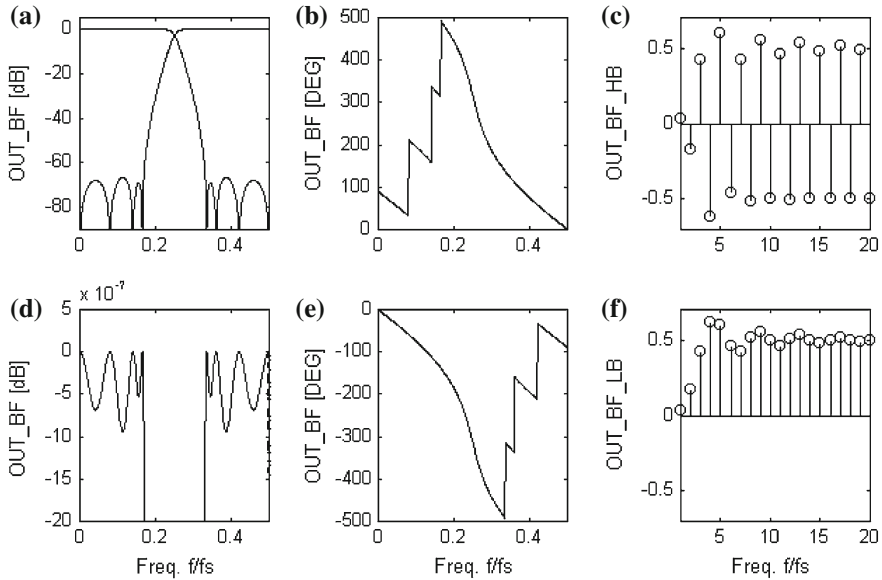 (a)
0
-20
-40
-60
-80
OUT_BF [dB]
0 0.2 0.4
(b)
500
400
300
200
100
0
OUT_BF [DEG]
0 0.2 0.4
(c)
0.5
0
-0.5
OUT_BF_HB
5 10 15 20
(d)
x 10⁻⁷
5
0
-5
-10
-15
-20
OUT_BF [dB]
0 0.2 0.4
Freq. f/fs
(e)
0
-100
-200
-300
-400
-500
OUT_BF [DEG]
0 0.2 0.4
Freq. f/fs
(f)
0.5
0
-0.5
OUT_BF_LB
5 10 15 20
Freq. f/fs